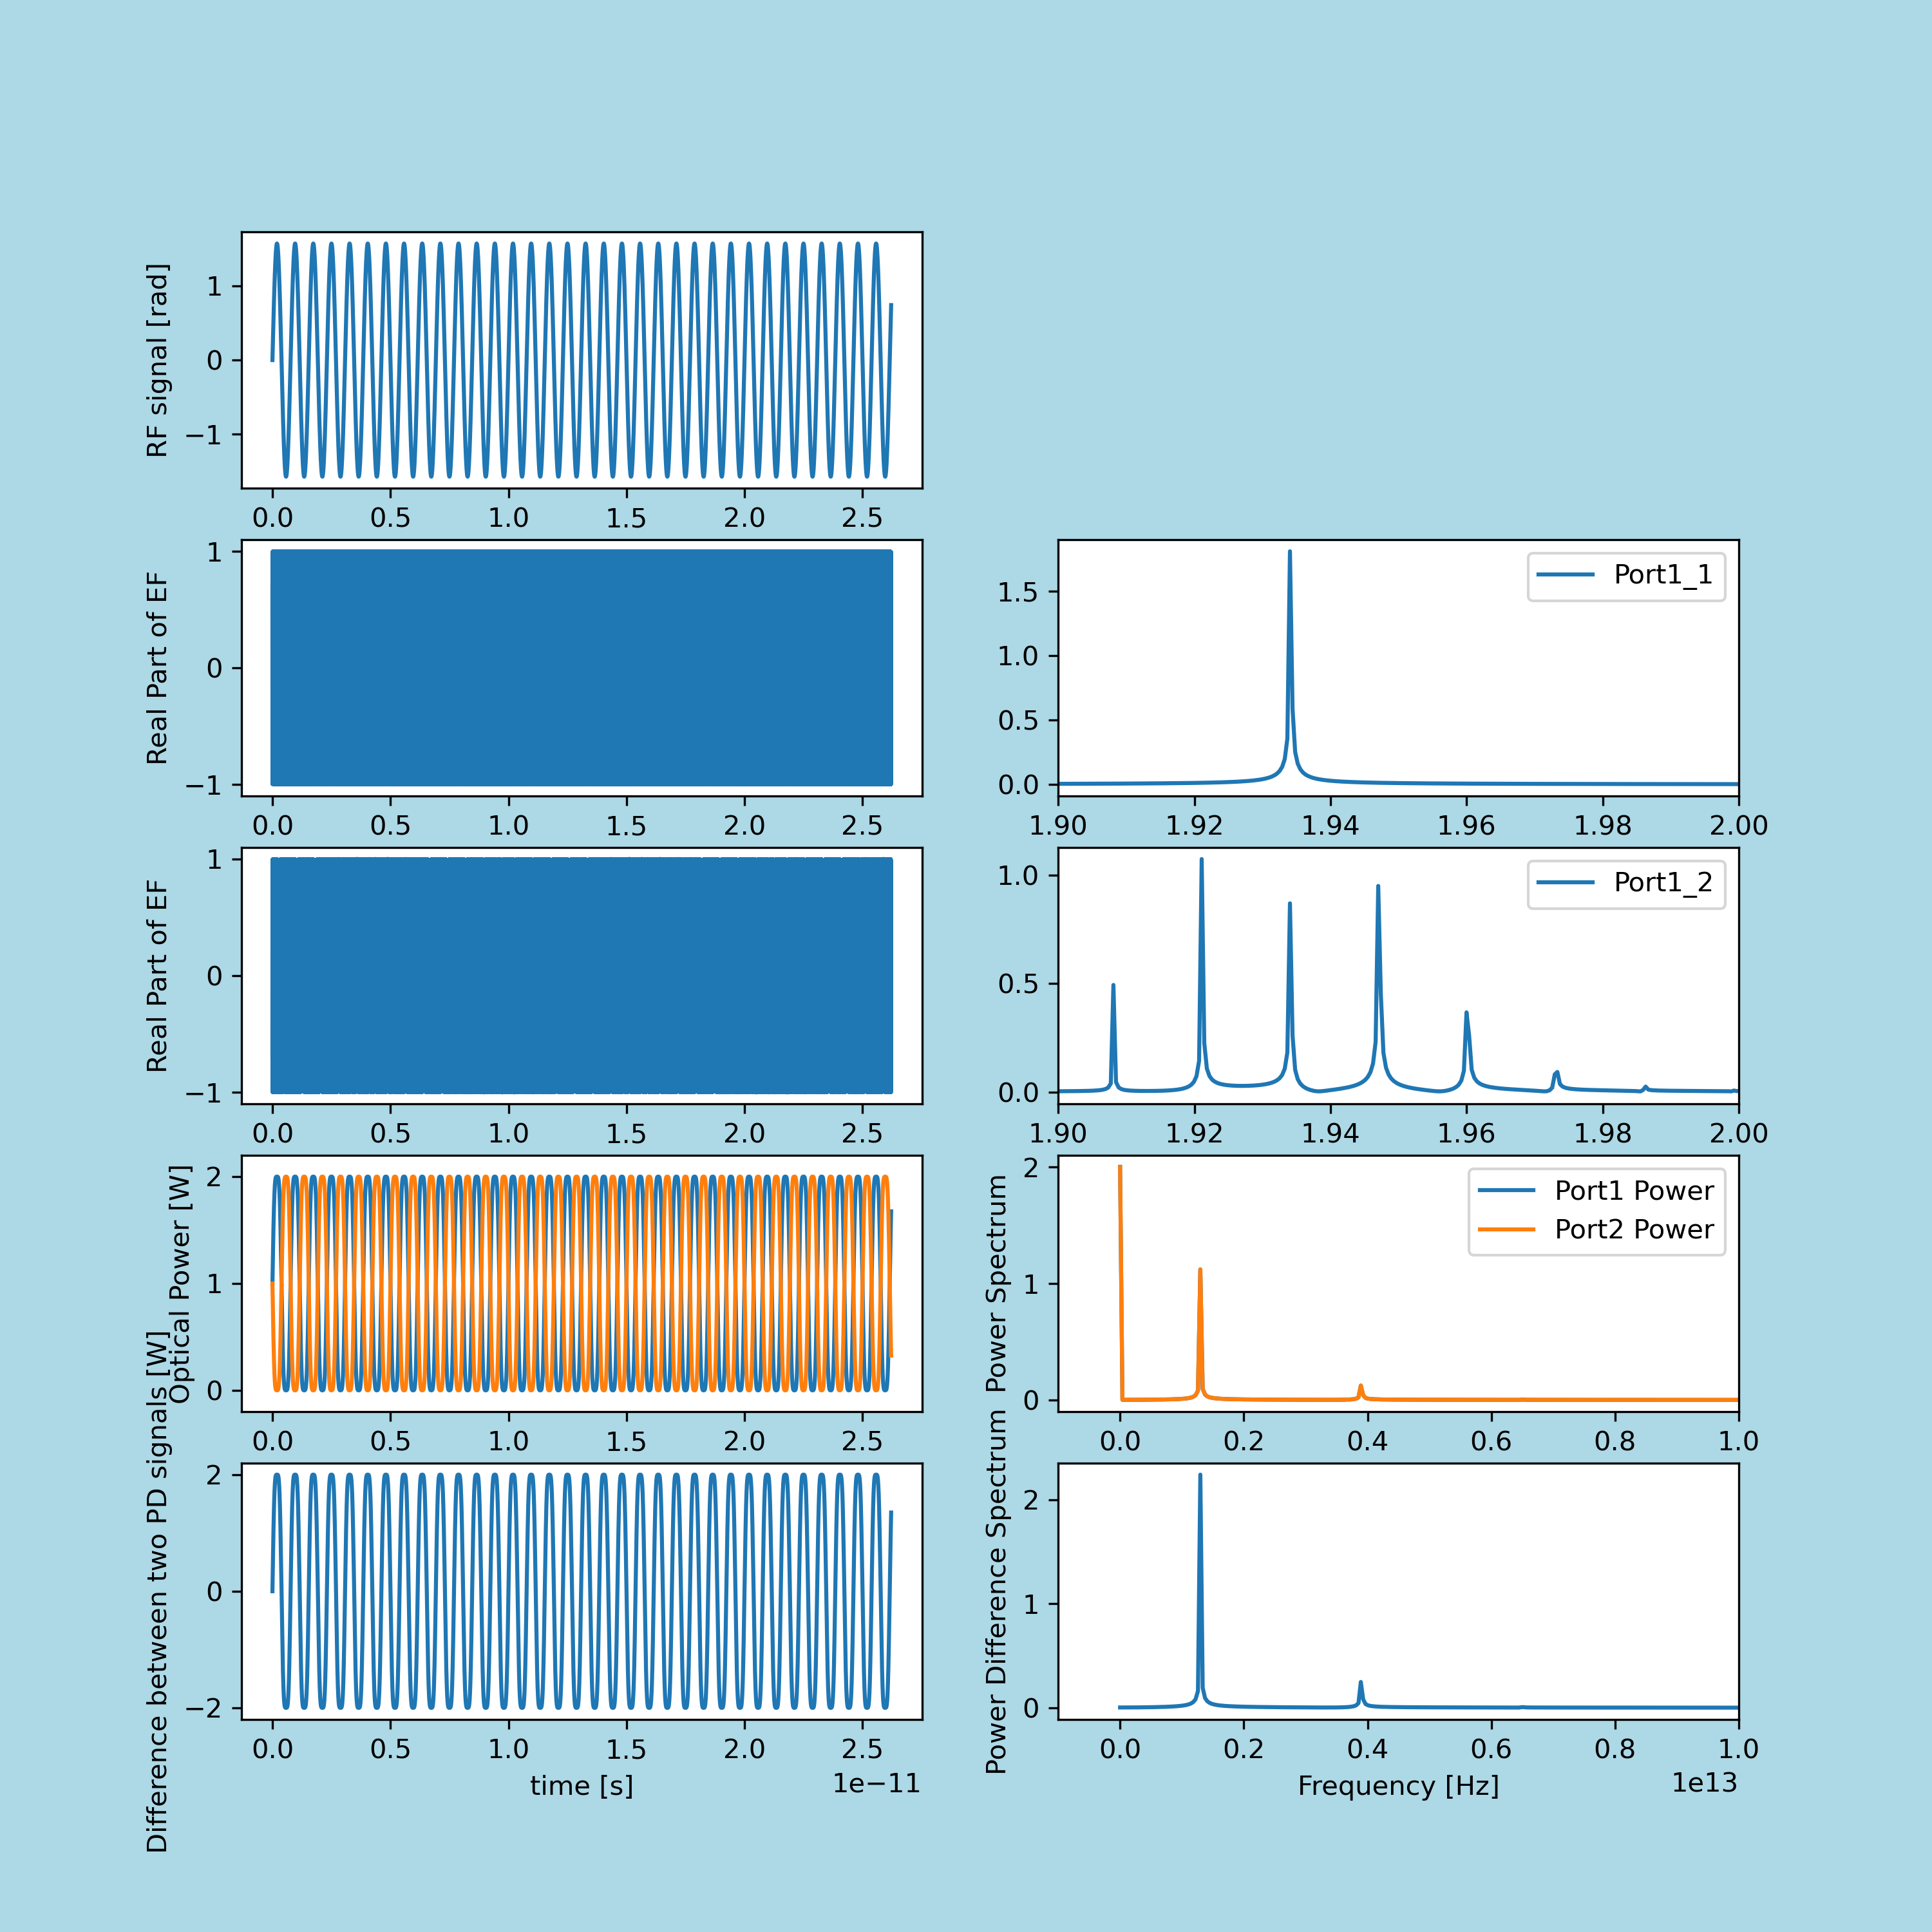 RF signal [rad]
1
0
−1
0.0 0.5 1.0 1.5 2.0 2.5
Real Part of EF
1
0
−1
0.0 0.5 1.0 1.5 2.0 2.5
Port1_1
1.5
1.0
0.5
0.0
1.90 1.92 1.94 1.96 1.98 2.00
Real Part of EF
1
0
−1
0.0 0.5 1.0 1.5 2.0 2.5
Port1_2
1.0
0.5
0.0
1.90 1.92 1.94 1.96 1.98 2.00
Optical Power [W]
2
1
0
0.0 0.5 1.0 1.5 2.0 2.5
Power Spectrum
2
1
0
Port1 Power
Port2 Power
0.0 0.2 0.4 0.6 0.8 1.0
Difference between two PD signals [W]
2
0
−2
0.0 0.5 1.0 1.5 2.0 2.5
1e−11
time [s]
Power Difference Spectrum
2
1
0
0.0 0.2 0.4 0.6 0.8 1.0
1e13
Frequency [Hz]